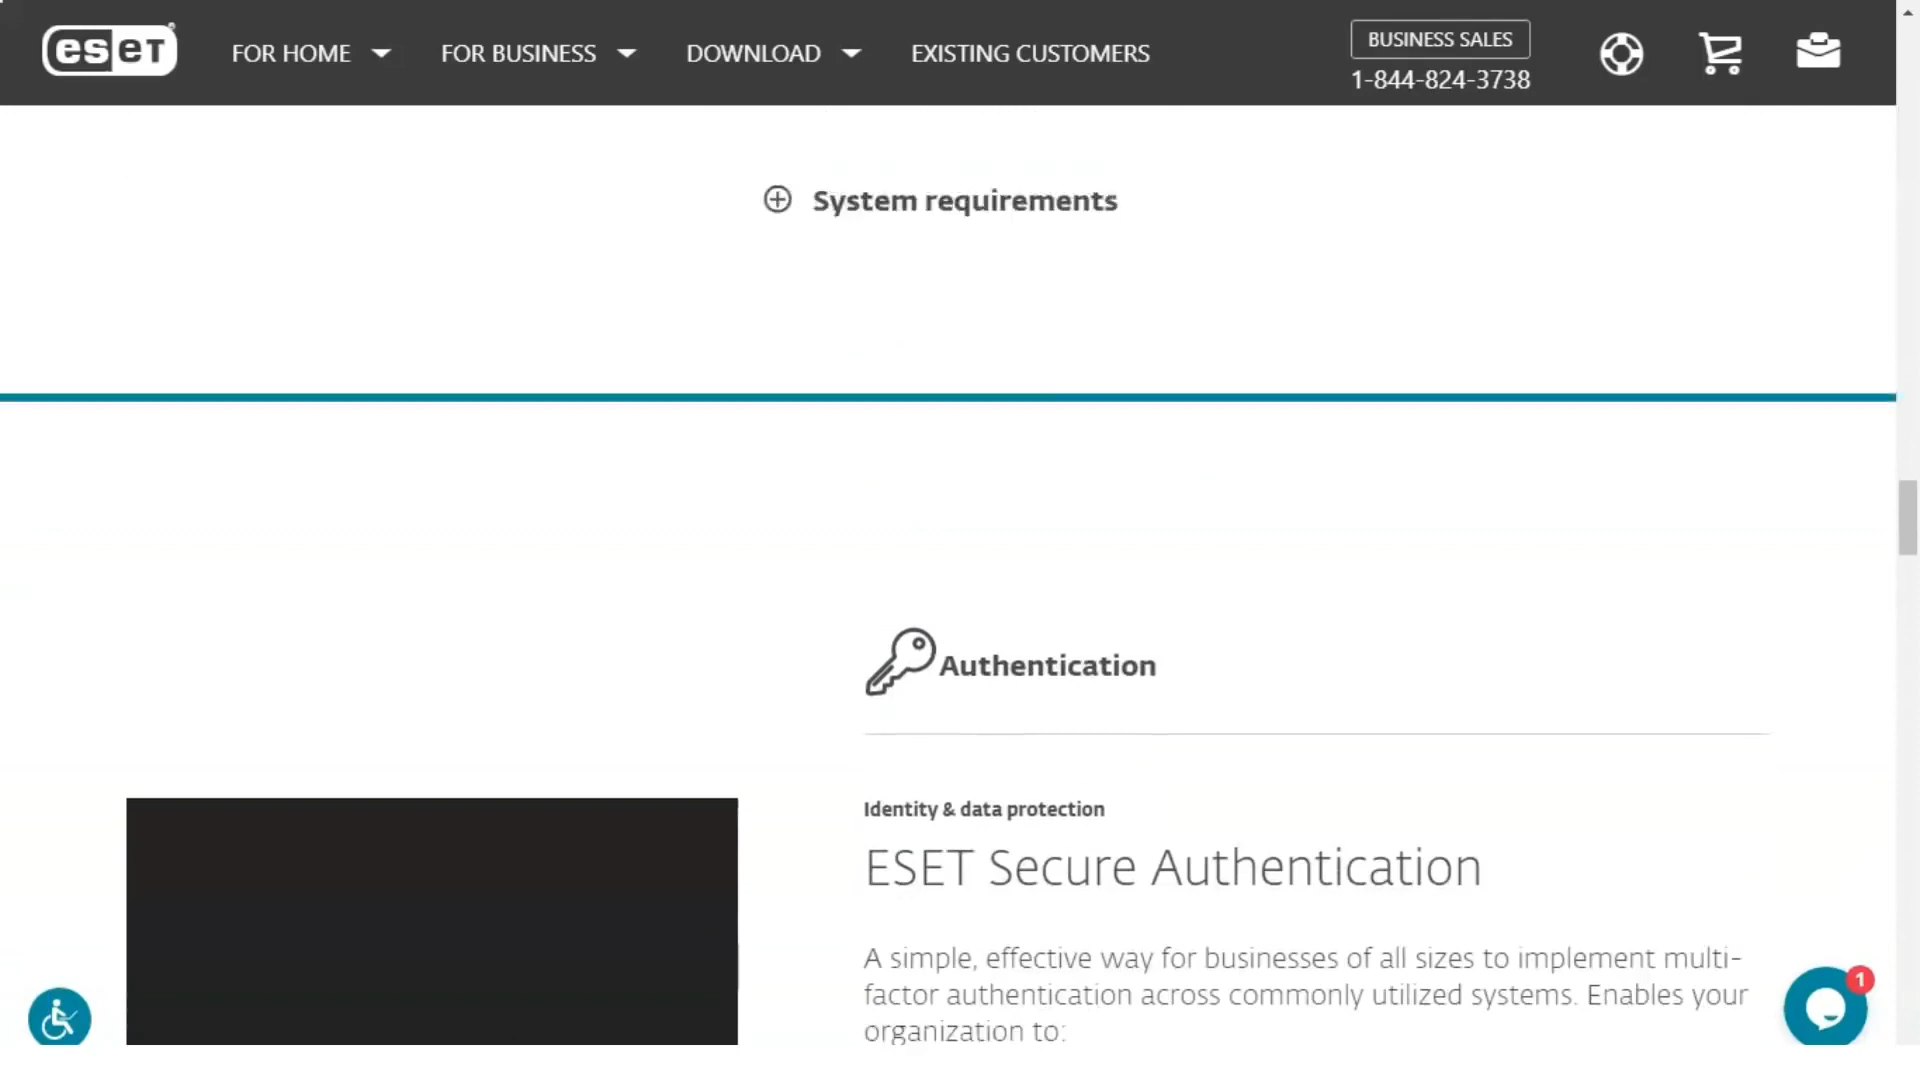 eset®
FOR HOME
FOR BUSINESS
DOWNLOAD
EXISTING CUSTOMERS
BUSINESS SALES
1-844-824-3738
System requirements
Authentication
Identity & data protection
ESET Secure Authentication
A simple, effective way for businesses of all sizes to implement multi-
factor authentication across commonly utilized systems. Enables your
organization to:
1